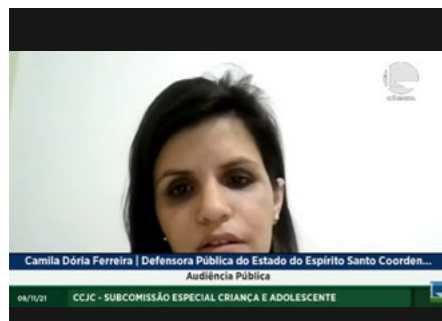 câmara
Camila Dória Ferreira | Defensora Pública do Estado do Espírito Santo Coorden...
Audiência Pública
09/11/21 CCJC - SUBCOMISSÃO ESPECIAL CRIANÇA E ADOLESCENTE